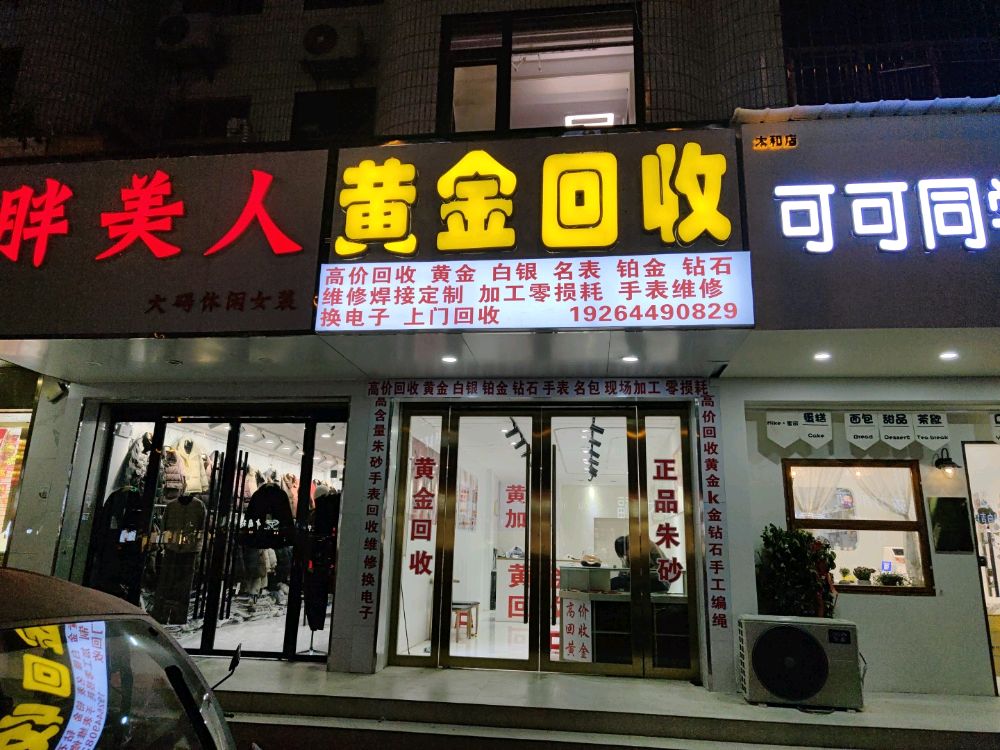 胖美人
大码休闲女装
黄金回收
高价回收 黄金 白银 名表 铂金 钻石
维修焊接定制 加工零损耗 手表维修
换电子 上门回收 19264490829
太和店
可可同学
高价回收 黄金 白银 铂金 钻石 手表 名包 现场加工 零损耗
高含量朱砂手表回收维修换电子
黄金回收
正品朱砂
高价回收黄金k金钻石手工编绳
高价
回收
黄金
蛋糕
Cake
面包
Bread
甜品
Dessert
茶歇
Tea break